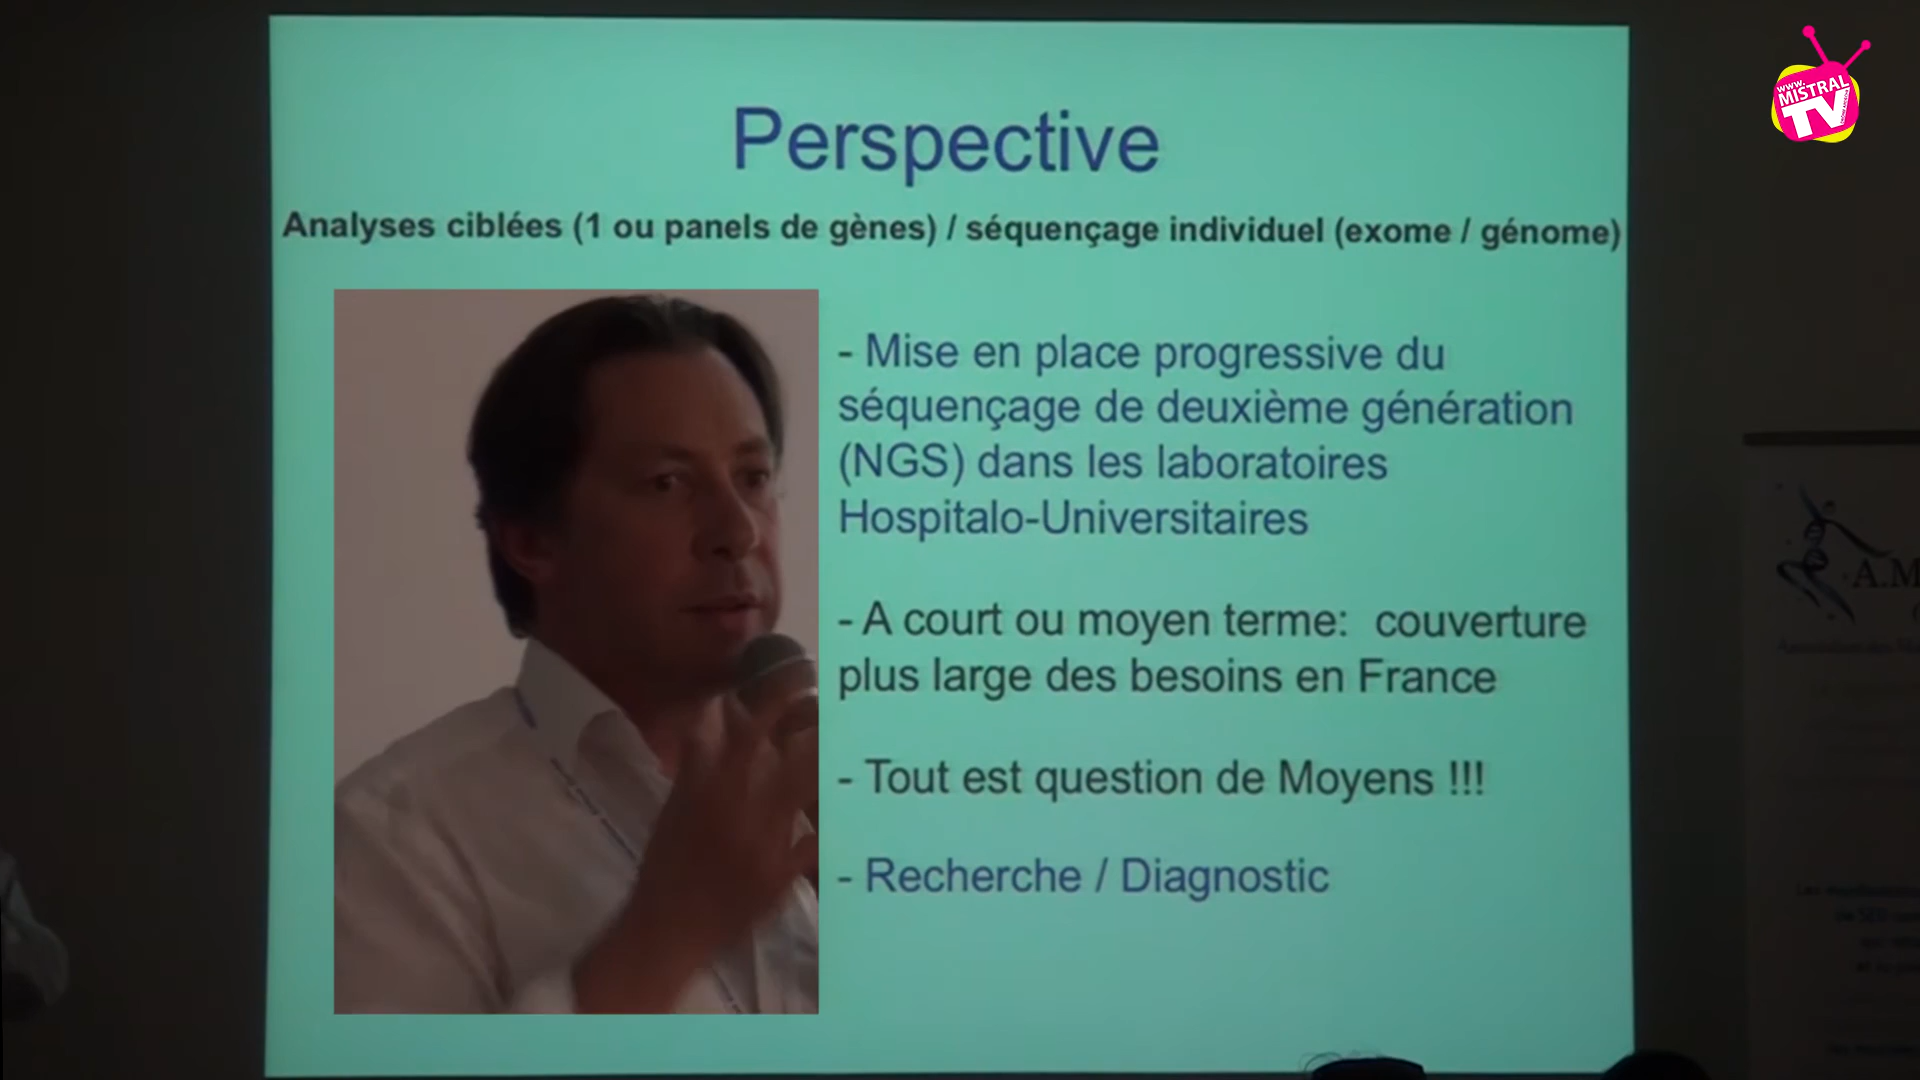 Perspective
Analyses ciblées (1 ou panels de gènes) / séquençage individuel (exome / génome)
- Mise en place progressive du
séquençage de deuxième génération
(NGS) dans les laboratoires
Hospitalo-Universitaires
- A court ou moyen terme: couverture
plus large des besoins en France
- Tout est question de Moyens !!!
- Recherche / Diagnostic
www.
MISTRAL
TV
A.M